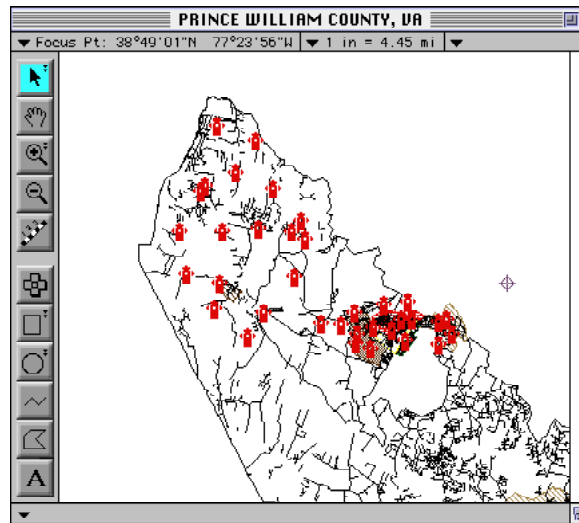 PRINCE WILLIAM COUNTY, VA
Focus Pt: 38°49'01"N 77°23'56"W 1 in = 4.45 mi
A